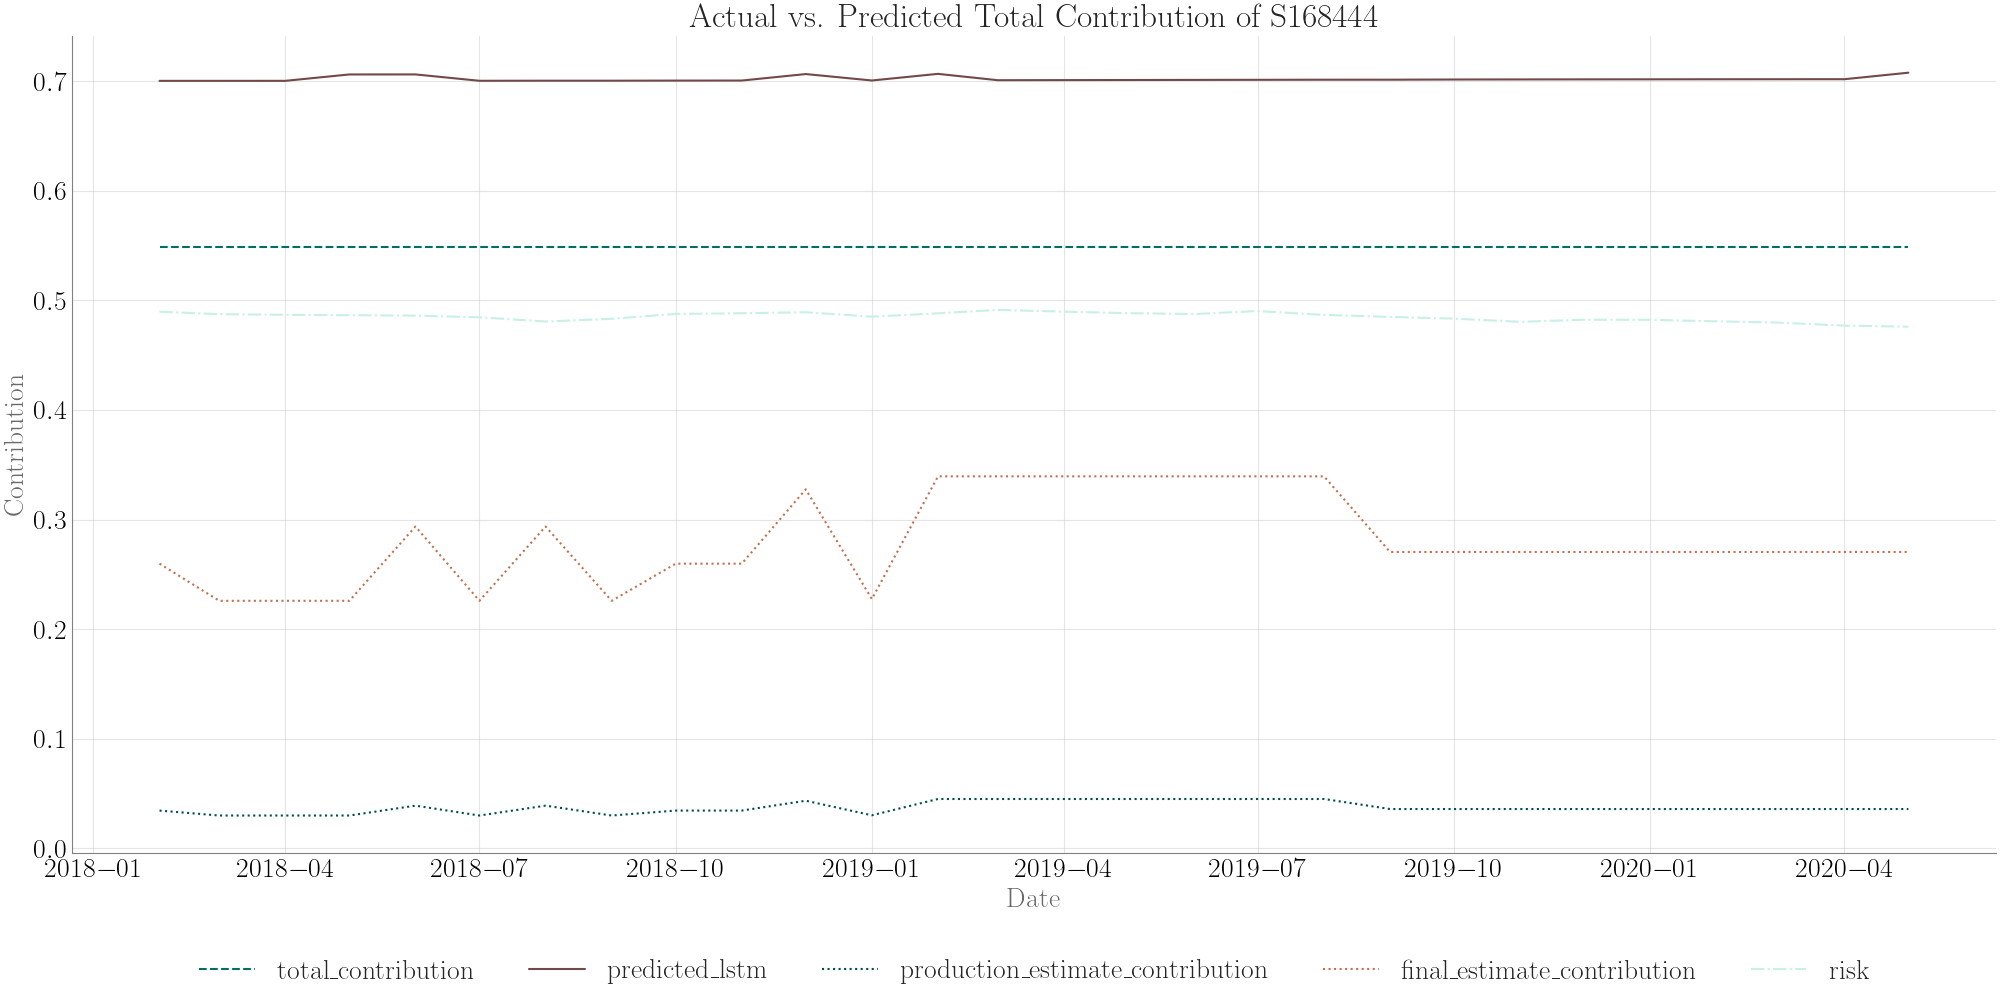 Actual vs. Predicted Total Contribution of S168444
Contribution
0.7
0.6
0.5
0.4
0.3
0.2
0.1
0.0
2018−01 2018−04 2018−07 2018−10 2019−01 2019−04 2019−07 2019−10 2020−01 2020−04
Date
total_contribution predicted_lstm production_estimate_contribution final_estimate_contribution risk